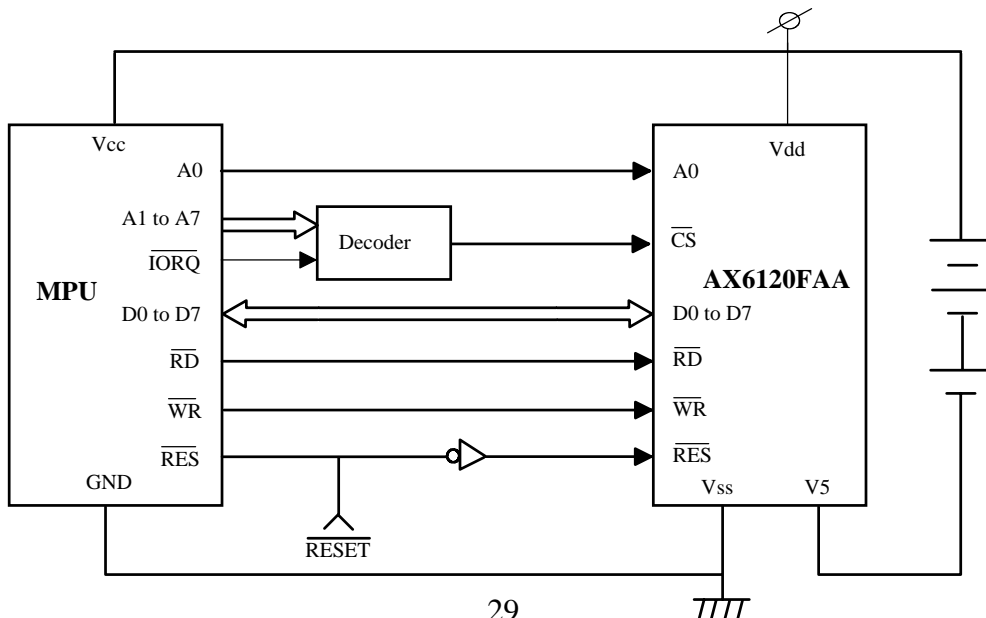 Vcc
A0
A1 to A7
IORQ
MPU
D0 to D7
RD
WR
RES
GND
Decoder
RESET
Vdd
A0
CS
AX6120FAA
D0 to D7
RD
WR
RES
Vss
V5
29